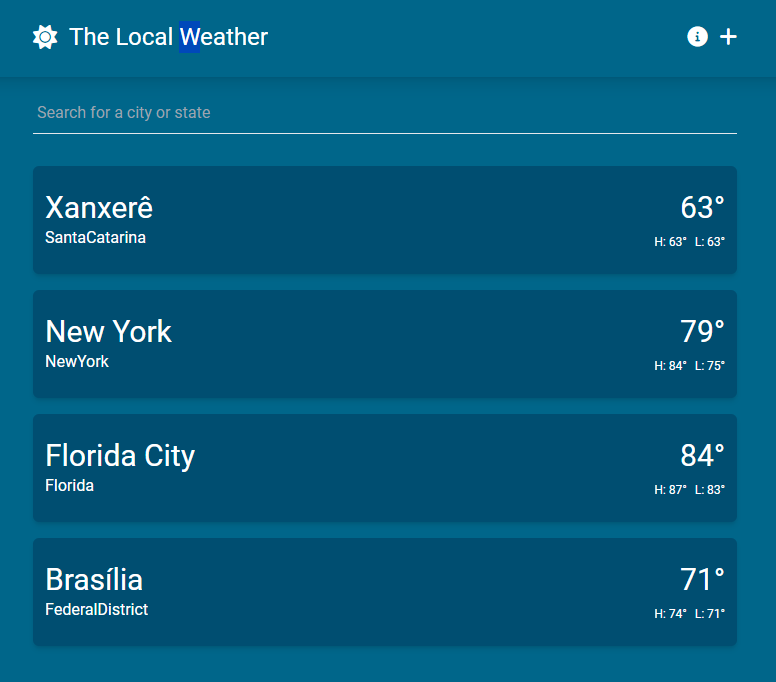 The Local Weather
Search for a city or state
Xanxerê
63°
SantaCatarina
H: 63° L: 63°
New York
79°
NewYork
H: 84° L: 75°
Florida City
84°
Florida
H: 87° L: 83°
Brasília
71°
FederalDistrict
H: 74° L: 71°